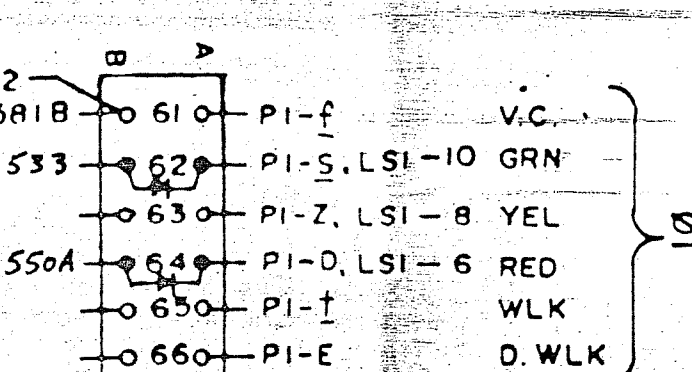 B A
2
681B 61 P1-f V.C.
533 62 P1-S, LS1-10 GRN
63 P1-Z, LS1-8 YEL
550A 64 P1-D, LS1-6 RED
65 P1-t WLK
66 P1-E D. WLK